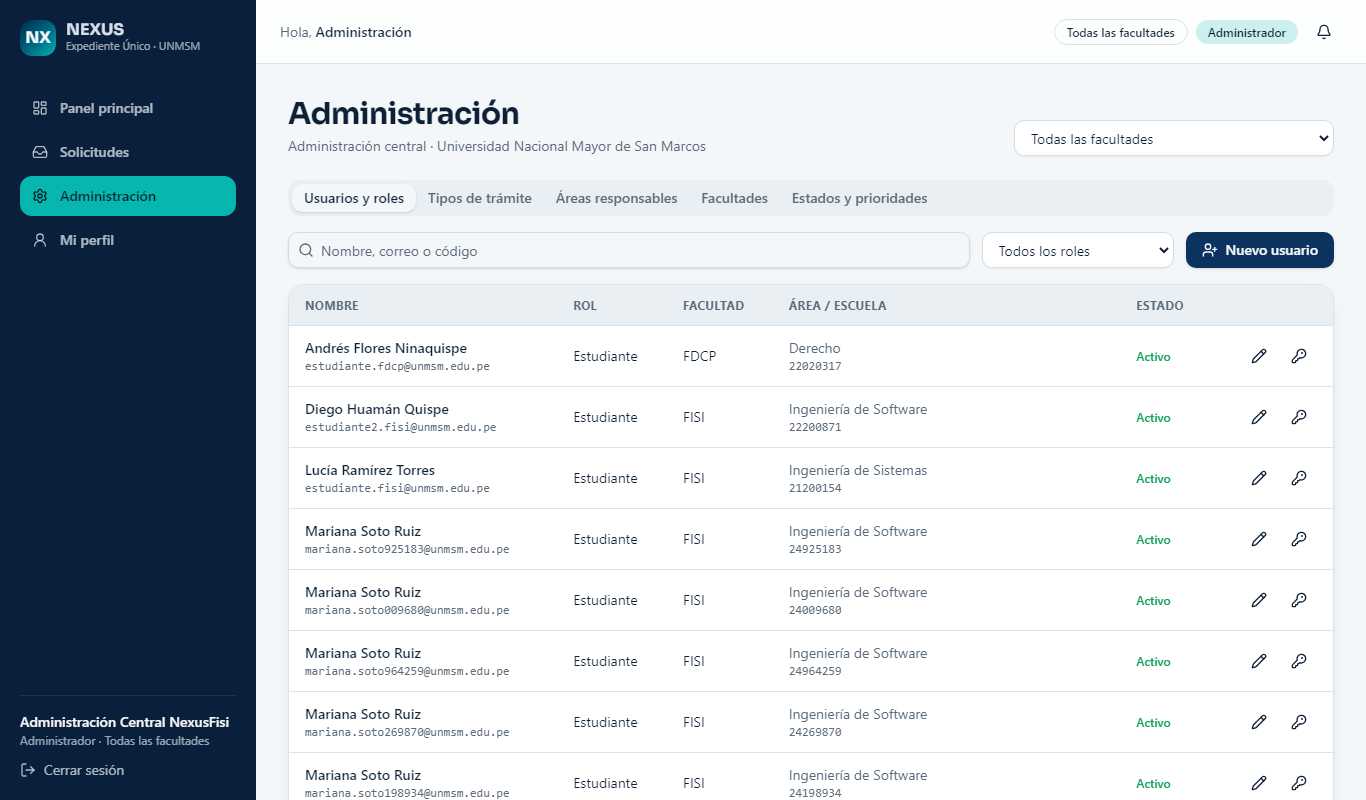 NX
NEXUS
Expediente Único · UNMSM
Panel principal
Solicitudes
Administración
Mi perfil
Administración Central NexusFisi
Administrador · Todas las facultades
Cerrar sesión
Hola, Administración
Todas las facultades
Administrador
Administración
Administración central · Universidad Nacional Mayor de San Marcos
Todas las facultades
Usuarios y roles Tipos de trámite Áreas responsables Facultades Estados y prioridades
Nombre, correo o código
Todos los roles
Nuevo usuario
NOMBRE ROL FACULTAD ÁREA / ESCUELA ESTADO
Andrés Flores Ninaquispe
estudiante.fdcp@unmsm.edu.pe
Estudiante FDCP
Derecho
22020317
Activo
Diego Huamán Quispe
estudiante2.fisi@unmsm.edu.pe
Estudiante FISI
Ingeniería de Software
22200871
Activo
Lucía Ramírez Torres
estudiante.fisi@unmsm.edu.pe
Estudiante FISI
Ingeniería de Sistemas
21200154
Activo
Mariana Soto Ruiz
mariana.soto925183@unmsm.edu.pe
Estudiante FISI
Ingeniería de Software
24925183
Activo
Mariana Soto Ruiz
mariana.soto009680@unmsm.edu.pe
Estudiante FISI
Ingeniería de Software
24009680
Activo
Mariana Soto Ruiz
mariana.soto964259@unmsm.edu.pe
Estudiante FISI
Ingeniería de Software
24964259
Activo
Mariana Soto Ruiz
mariana.soto269870@unmsm.edu.pe
Estudiante FISI
Ingeniería de Software
24269870
Activo
Mariana Soto Ruiz
mariana.soto198934@unmsm.edu.pe
Estudiante FISI
Ingeniería de Software
24198934
Activo